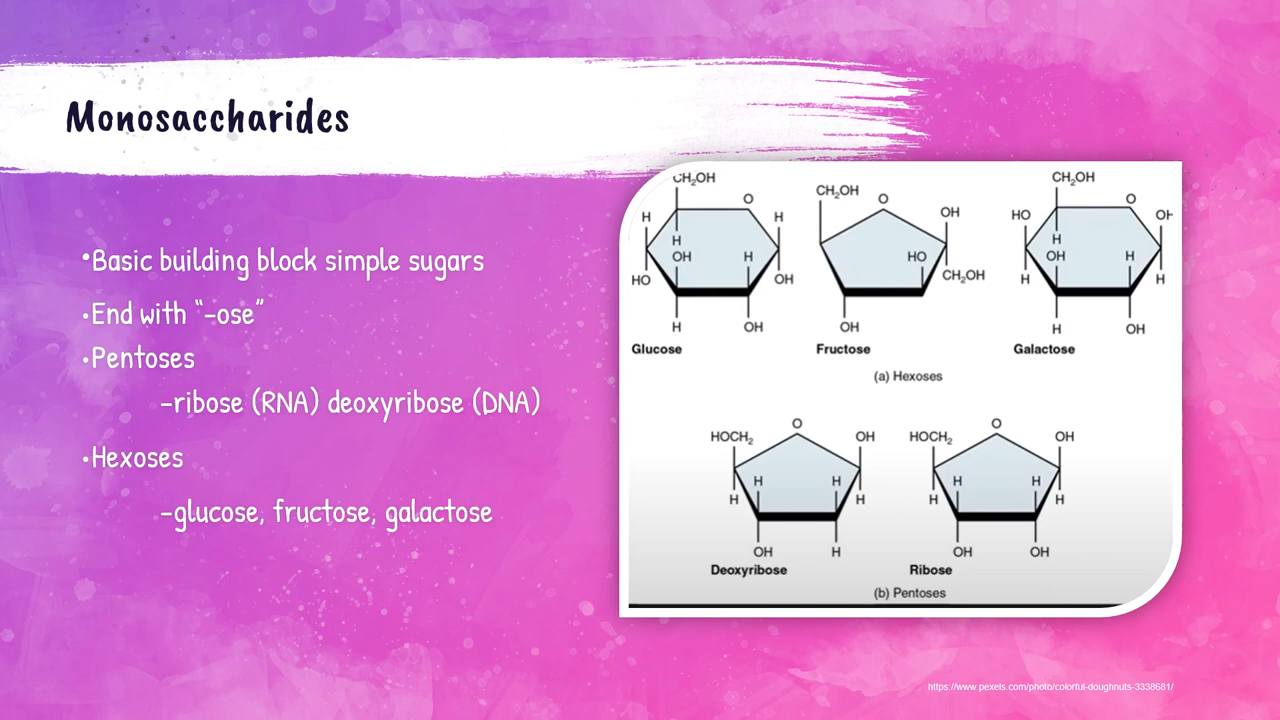 Monosaccharides
•Basic building block simple sugars
•End with “-ose”
•Pentoses
-ribose (RNA) deoxyribose (DNA)
•Hexoses
-glucose, fructose, galactose
CH2OH O H H H OH H HO OH H OH
Glucose
CH2OH O OH HO CH2OH OH
Fructose
CH2OH O HO OH H OH H H H H OH
Galactose
(a) Hexoses
HOCH2 O OH H H H H OH H
Deoxyribose
HOCH2 O OH H H H H OH OH
Ribose
(b) Pentoses
https://www.pexels.com/photo/colorful-doughnuts-3338681/